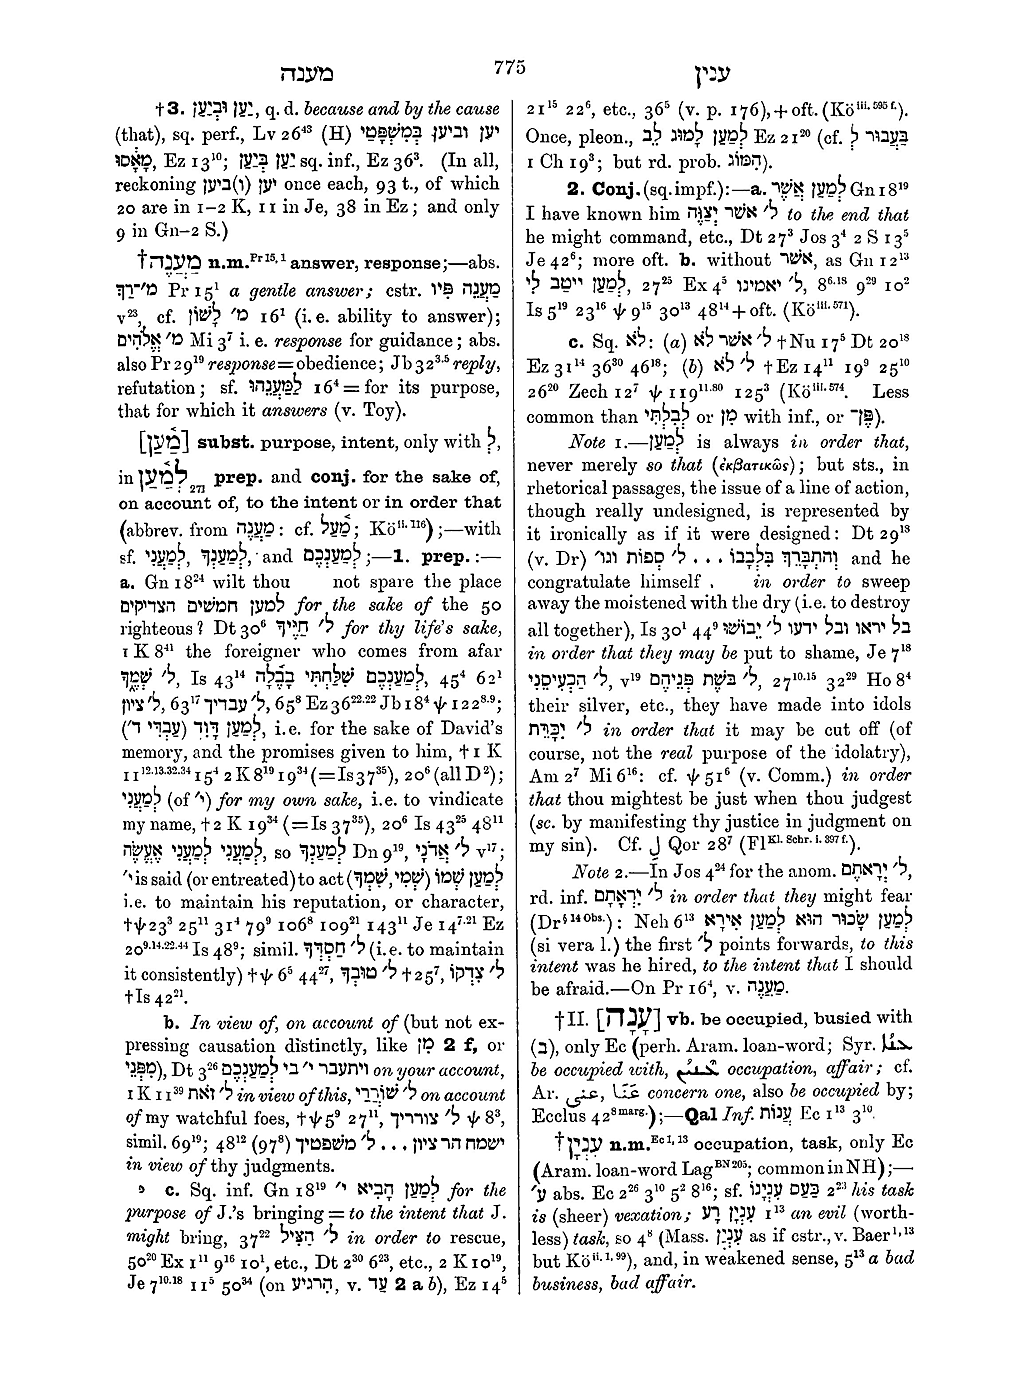 מענה
775
ענין
†3. יַעַן וּבְיַעַן, q. d. because and by the cause
(that), sq. perf., Lv 26⁴³ (H) יען וביען בְּמִשְׁפָּטַי
מָאָסוּ, Ez 13¹⁰; יַעַן בְּיַעַן sq. inf., Ez 36³. (In all,
reckoning יען (ו)ביען once each, 93 t., of which
20 are in 1–2 K, 11 in Je, 38 in Ez; and only
9 in Gn–2 S.)
†מַעֲנֶה n.m. Pr 15, 1 answer, response;—abs.
מ׳־רַךְ Pr 15¹ a gentle answer; cstr. מַעֲנֵה פִיו
v²³, cf. מ׳ לָשׁוֹן 16¹ (i. e. ability to answer);
מ׳ אֱלֹהִים Mi 3⁷ i. e. response for guidance; abs.
also Pr 29¹⁹ response=obedience; Jb 32³·⁵ reply,
refutation; sf. לַמַּעֲנֵהוּ 16⁴ = for its purpose,
that for which it answers (v. Toy).
[מַ֫עַן] subst. purpose, intent, only with לְ,
in לְמַ֫עַן₂₇₁ prep. and conj. for the sake of,
on account of, to the intent or in order that
(abbrev. from מַעֲנֶה: cf. מַ֫עַל; Kö ii. 116);—with
sf. לְמַעֲנִי, לְמַעַנְךָ, and לְמַעַנְכֶם;—1. prep.:—
a. Gn 18²⁴ wilt thou not spare the place
למען חמשים הצדיקים for the sake of the 50
righteous? Dt 30⁶ ל׳ חַיֶּיךָ for thy life's sake,
1 K 8⁴¹ the foreigner who comes from afar
ל׳ שְׁמֶךָ, Is 43¹⁴ לְמַעַנְכֶם שִׁלַּחְתִּי בָבֶ֫לָה, 45⁴ 62¹
ל׳ ציון, 63¹⁷ ל׳ עבדיך, 65⁸ Ez 36²²·²² Jb 18⁴ ψ 122⁸·⁹;
לְמַעַן דָּוִד (עַבְדִּי ד׳), i. e. for the sake of David's
memory, and the promises given to him, †1 K
11¹²·¹³·³²·³⁴ 15⁴ 2 K 8¹⁹ 19³⁴ (=Is 37³⁵), 20⁶ (all D²);
לְמַעֲנִי (of י׳) for my own sake, i.e. to vindicate
my name, †2 K 19³⁴ (=Is 37³⁵), 20⁶ Is 43²⁵ 48¹¹
לְמַעֲנִי לְמַעֲנִי אֶעֱשֶׂה, so לְמַעַנְךָ Dn 9¹⁹, ל׳ אֲדֹנָי v¹⁷;
י׳ is said (or entreated) to act לְמַעַן שְׁמוֹ (שְׁמִי, שִׁמְךָ)
i.e. to maintain his reputation, or character,
†ψ 23³ 25¹¹ 31⁴ 79⁹ 106⁸ 109²¹ 143¹¹ Je 14⁷·²¹ Ez
20⁹·¹⁴·²²·⁴⁴ Is 48⁹; simil. ל׳ חַסְדֶּךָ (i. e. to maintain
it consistently) †ψ 6⁵ 44²⁷, ל׳ טוּבְךָ †25⁷, ל׳ צִדְקוֹ
†Is 42²¹.
b. In view of, on account of (but not ex-
pressing causation distinctly, like מִן 2 f, or
מִפְּנֵי), Dt 3²⁶ ויתעבר י׳ בי לְמַעַנְכֶם on your account,
1 K 11³⁹ ל׳ זֹאת in view of this, ל׳ שׁוֹרְרַי on account
of my watchful foes, †ψ 5⁹ 27¹¹, ל׳ צורריך ψ 8³,
simil. 69¹⁹; 48¹² (97⁸) ישמח הר ציון ... ל׳ משפטיך
in view of thy judgments.
c. Sq. inf. Gn 18¹⁹ לְמַעַן הָבִיא י׳ for the
purpose of J.'s bringing = to the intent that J.
might bring, 37²² ל׳ הַצִּיל in order to rescue,
50²⁰ Ex 1¹¹ 9¹⁶ 10¹, etc., Dt 2³⁰ 6²³, etc., 2 K 10¹⁹,
Je 7¹⁰·¹⁸ 11⁵ 50³⁴ (on הִרְגִּיעַ, v. עַד 2 a b), Ez 14⁵
21¹⁵ 22⁶, etc., 36⁵ (v. p. 176), + oft. (Kö iii. 595 f.).
Once, pleon., לְמַעַן לָמוּג לֵב Ez 21²⁰ (cf. בַּעֲבוּר לְ
1 Ch 19³; but rd. prob. הִמּוֹג).
2. Conj. (sq. impf.):—a. לְמַעַן אֲשֶׁר Gn 18¹⁹
I have known him ל׳ אשר יְצַוֶּה to the end that
he might command, etc., Dt 27³ Jos 3⁴ 2 S 13⁵
Je 42⁶; more oft. b. without אשר, as Gn 12¹³
לְמַעַן ייטב לי, 27²⁵ Ex 4⁵ ל׳ יאמינו, 8⁶·¹⁸ 9²⁹ 10²
Is 5¹⁹ 23¹⁶ ψ 9¹⁵ 30¹³ 48¹⁴ + oft. (Kö iii. 571).
c. Sq. לֹא: (a) ל׳ אשר לֹא †Nu 17⁵ Dt 20¹⁸
Ez 31¹⁴ 36³⁰ 46¹⁸; (b) ל׳ לֹא †Ez 14¹¹ 19⁹ 25¹⁰
26²⁰ Zech 12⁷ ψ 119¹¹·⁸⁰ 125³ (Kö iii. 574. Less
common than לְבִלְתִּי or מִן with inf., or פֶּן־).
Note 1.—לְמַעַן is always in order that,
never merely so that (ἐκβατικῶς); but sts., in
rhetorical passages, the issue of a line of action,
though really undesigned, is represented by
it ironically as if it were designed: Dt 29¹⁸
(v. Dr) וְהִתְבָּרֵךְ בִּלְבָבוֹ ... ל׳ סְפוֹת וגו׳ and he
congratulate himself . in order to sweep
away the moistened with the dry (i.e. to destroy
all together), Is 30¹ 44⁹ בל יראו ובל ידעו ל׳ יֵבוֹשׁוּ
in order that they may be put to shame, Je 7¹⁸
ל׳ הַכְעִיסֵנִי, v¹⁹ ל׳ בּשֶׁת פְּנֵיהֶם, 27¹⁰·¹⁵ 32²⁹ Ho 8⁴
their silver, etc., they have made into idols
ל׳ יִכָּרֵת in order that it may be cut off (of
course, not the real purpose of the idolatry),
Am 2⁷ Mi 6¹⁶: cf. ψ 51⁶ (v. Comm.) in order
that thou mightest be just when thou judgest
(sc. by manifesting thy justice in judgment on
my sin). Cf. لِ Qor 28⁷ (Fl Kl. Schr. i. 397 f.).
Note 2.—In Jos 4²⁴ for the anom. ל׳ יְרָאתֶם,
rd. inf. ל׳ יִרְאָתָם in order that they might fear
(Dr § 14 Obs.): Neh 6¹³ לְמַעַן שָׂכוּר הוּא לְמַעַן אִירָא
(si vera l.) the first ל׳ points forwards, to this
intent was he hired, to the intent that I should
be afraid.—On Pr 16⁴, v. מַעֲנֶה.
†II. [עָנָה] vb. be occupied, busied with
(בְּ), only Ec (perh. Aram. loan-word; Syr. ܥܢܐ
be occupied with, ܥܢܝܢܐ occupation, affair; cf.
Ar. عنى, عَنَا concern one, also be occupied by;
Ecclus 42⁸ marg.);—Qal Inf. עֲנוֹת Ec 1¹³ 3¹⁰.
†עִנְיָן n.m. Ec 1, 13 occupation, task, only Ec
(Aram. loan-word Lag BN 205; common in NH);—
ע׳ abs. Ec 2²⁶ 3¹⁰ 5² 8¹⁶; sf. כַּעַס עִנְיָנוֹ 2²³ his task
is (sheer) vexation; עִנְיַן רָע 1¹³ an evil (worth-
less) task, so 4⁸ (Mass. עִנְיַן as if cstr., v. Baer 1, 13
but Kö ii. 1, 99), and, in weakened sense, 5¹³ a bad
business, bad affair.